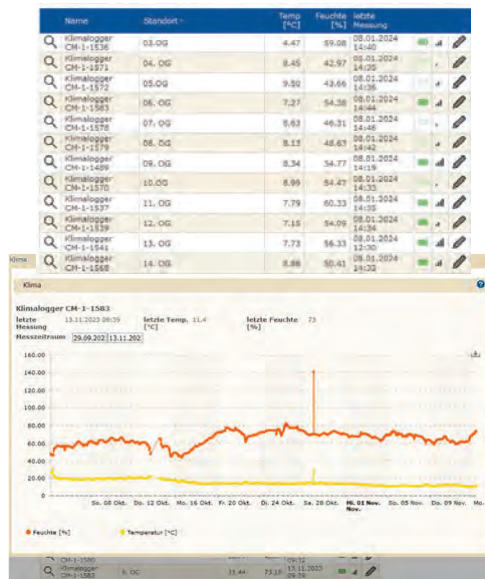 Name Standort Temp [°C] Feuchte [%] letzte Messung
Klimalogger CM-1-1536 03.OG 4.47 59.08 08.01.2024 14:40
Klimalogger CM-1-1571 04. OG 8.45 42.97 08.01.2024 14:35
Klimalogger CM-1-1572 05.OG 9.50 43.66 08.01.2024 14:36
Klimalogger CM-1-1583 06. OG 7.27 54.38 08.01.2024 14:44
Klimalogger CM-1-1578 07. OG 8.63 46.31 08.01.2024 14:46
Klimalogger CM-1-1579 08. OG 8.13 48.63 08.01.2024 14:42
Klimalogger CM-1-1489 09. OG 8.34 54.77 08.01.2024 14:19
Klimalogger CM-1-1570 10.OG 8.99 54.47 08.01.2024 14:33
Klimalogger CM-1-1537 11. OG 7.79 60.33 08.01.2024 14:35
Klimalogger CM-1-1539 12. OG 7.15 54.09 08.01.2024 14:34
Klimalogger CM-1-1541 13. OG 7.73 56.33 08.01.2024 12:30
Klimalogger CM-1-1568 14. OG 8.88 50.41 08.01.2024 14:32
Klima
Klima
Klimalogger CM-1-1583
letzte Messung 13.11.2023 09:39 letzte Temp. [°C] 11,4 letzte Feuchte [%] 73
Messzeitraum 29.09.202 13.11.202
160.00
140.00
120.00
100.00
80.00
60.00
40.00
20.00
0
So. 08 Okt. Do. 12 Okt. Mo. 16 Okt. Fr. 20 Okt. Di. 24 Okt. Sa. 28 Okt. Mi. 01 Nov. Nov. So. 05 Nov. Do. 09 Nov. Mo.
Feuchte [%] Temperatur [°C]
CM-1-1580 09:32
Klimalogger CM-1-1583 6. OG 11.44 73.18 13.11.2023 09:39